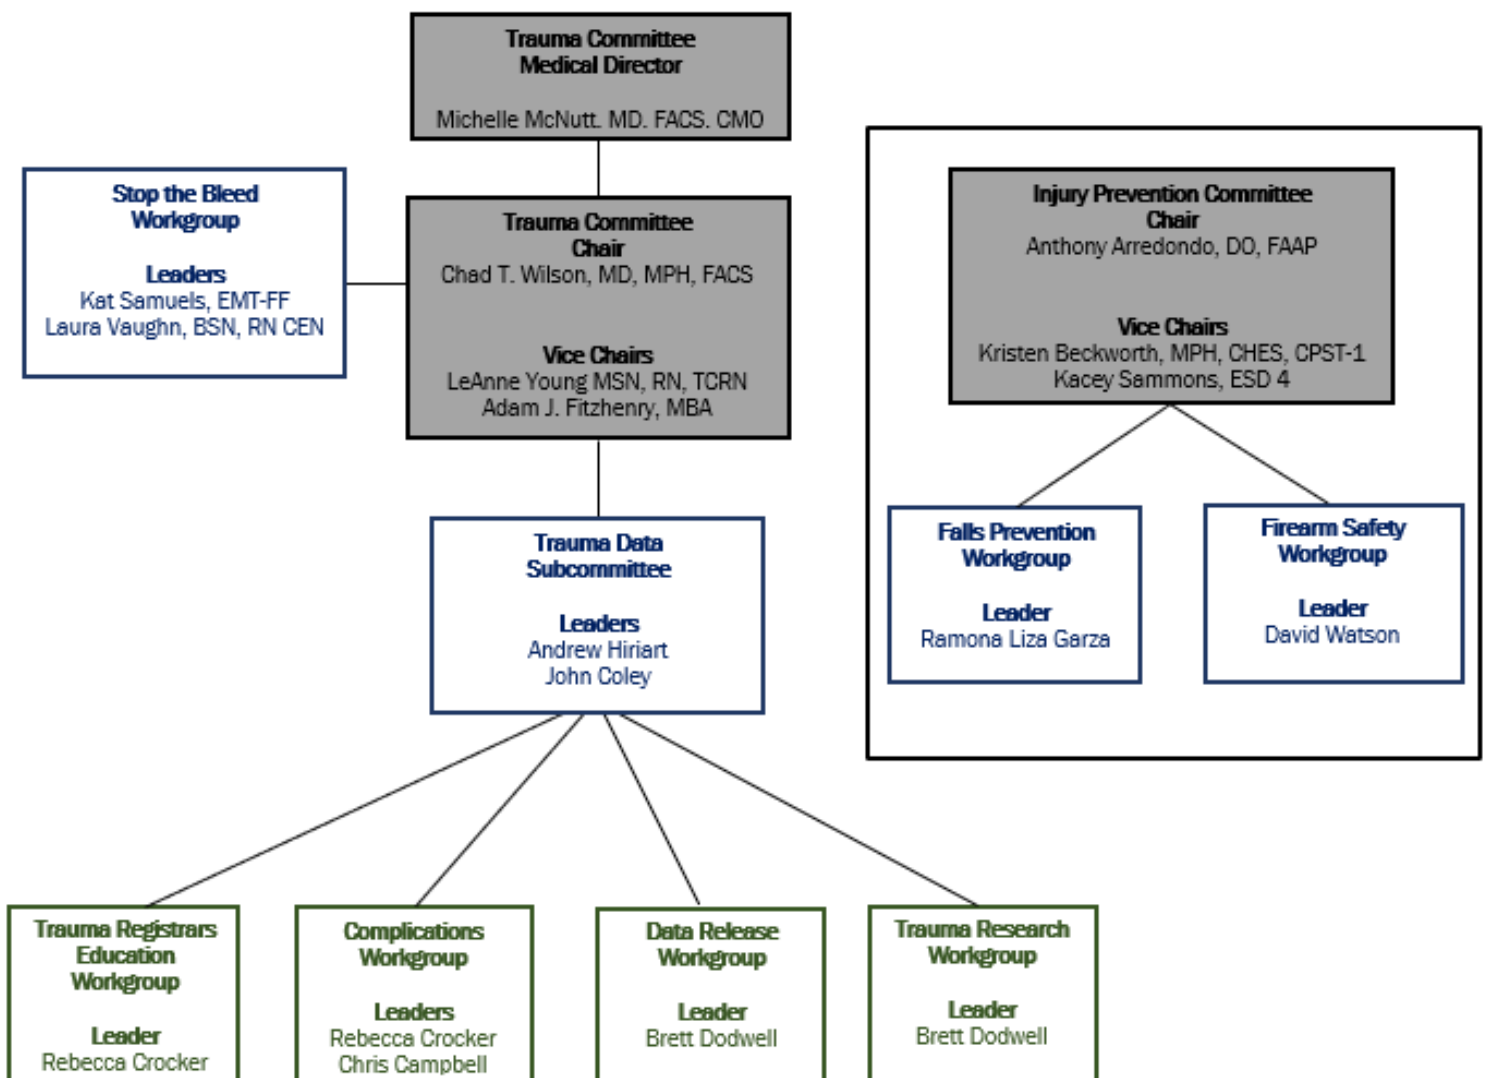 Trauma Committee
Medical Director
Michelle McNutt. MD. FACS. CMO
Stop the Bleed
Workgroup
Leaders
Kat Samuels, EMT-FF
Laura Vaughn, BSN, RN CEN
Trauma Committee
Chair
Chad T. Wilson, MD, MPH, FACS
Vice Chairs
LeAnne Young MSN, RN, TCRN
Adam J. Fitzhenry, MBA
Injury Prevention Committee
Chair
Anthony Arredondo, DO, FAAP
Vice Chairs
Kristen Beckworth, MPH, CHES, CPST-1
Kacey Sammons, ESD 4
Trauma Data
Subcommittee
Leaders
Andrew Hiriart
John Coley
Falls Prevention
Workgroup
Leader
Ramona Liza Garza
Firearm Safety
Workgroup
Leader
David Watson
Trauma Registrars
Education
Workgroup
Leader
Rebecca Crocker
Complications
Workgroup
Leaders
Rebecca Crocker
Chris Campbell
Data Release
Workgroup
Leader
Brett Dodwell
Trauma Research
Workgroup
Leader
Brett Dodwell